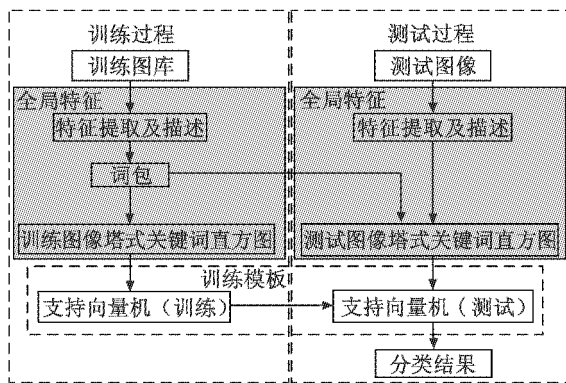 训练过程
测试过程
训练图库
测试图像
全局特征
全局特征
特征提取及描述
特征提取及描述
词包
训练图像塔式关键词直方图
测试图像塔式关键词直方图
训练模板
支持向量机（训练）
支持向量机（测试）
分类结果